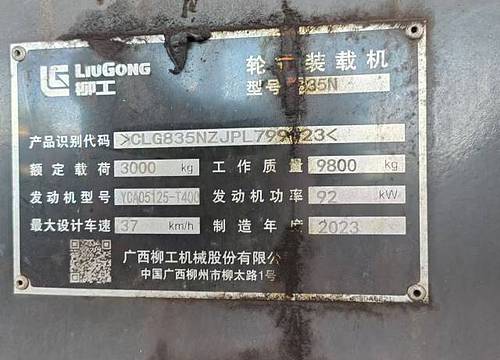 LIUGONG 柳工
轮 装载机
型号 835N
产品识别代码 >CLG835NZJPL799 23<
额定载荷 3000 kg 工作质量 9800 kg
发动机型号 YCA05125-T400 发动机功率 92 kW
最大设计车速 37 km/h 制造年度 2023
广西柳工机械股份有限公
中国广西柳州市柳太路1号